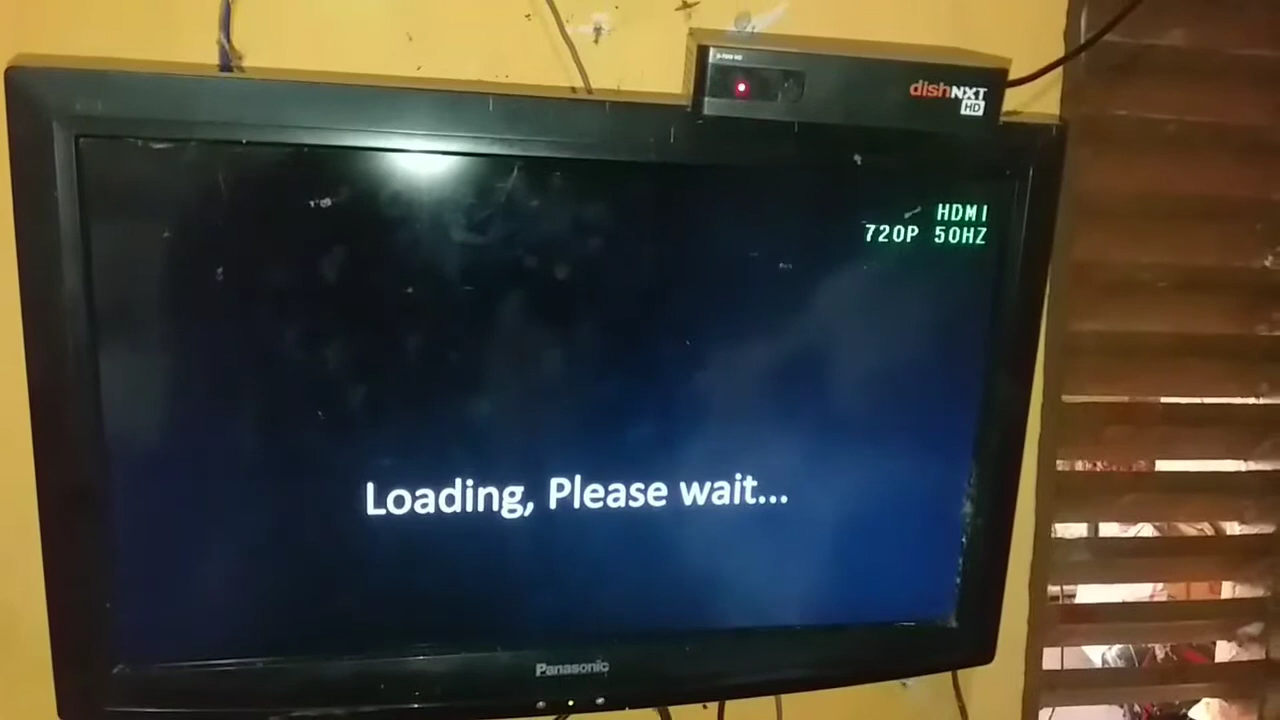 dishNXT
HD
HDMI
720P 50HZ
Loading, Please wait...
Panasonic